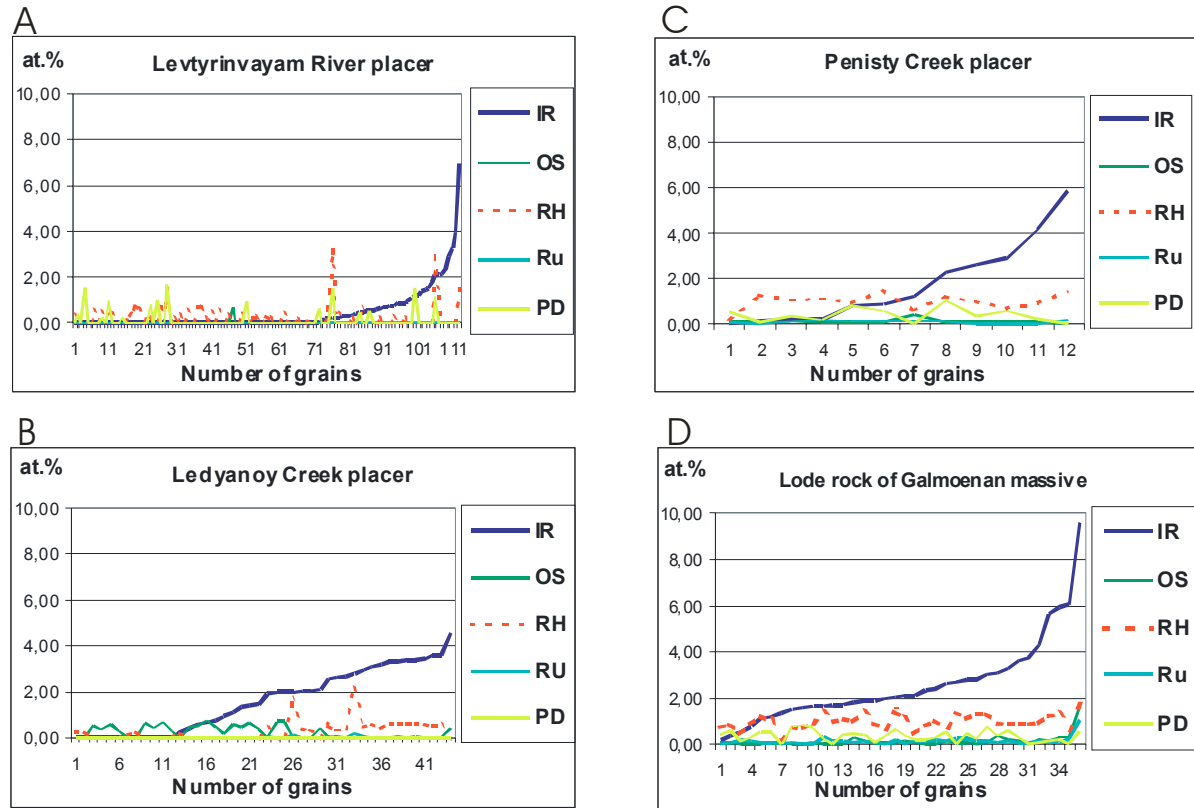 A
at.%
Levtyrinvayam River placer
10,00
8,00
6,00
4,00
2,00
0,00
1 11 21 31 41 51 61 71 81 91 101 111
Number of grains
IR
OS
RH
Ru
PD
B
at.%
Ledyanoy Creek placer
10,00
8,00
6,00
4,00
2,00
0,00
1 6 11 16 21 26 31 36 41
Number of grains
IR
OS
RH
RU
PD
C
at.%
Penisty Creek placer
10,00
8,00
6,00
4,00
2,00
0,00
1 2 3 4 5 6 7 8 9 10 11 12
Number of grains
IR
OS
RH
Ru
PD
D
at.%
Lode rock of Galmoenan massive
10,00
8,00
6,00
4,00
2,00
0,00
1 4 7 10 13 16 19 22 25 28 31 34
Number of grains
IR
OS
RH
Ru
PD